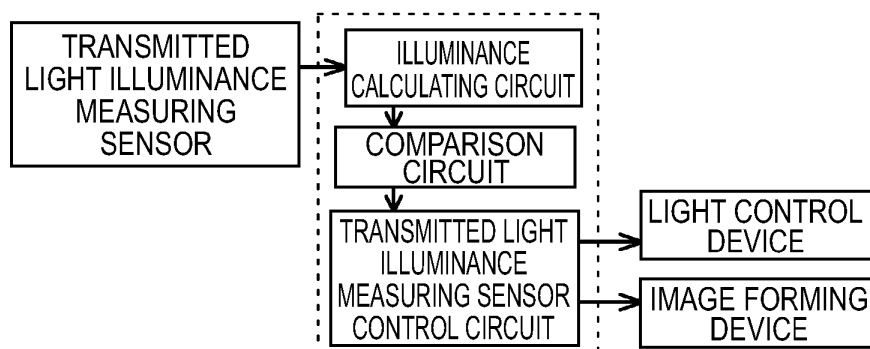 TRANSMITTED
LIGHT ILLUMINANCE
MEASURING
SENSOR
ILLUMINANCE
CALCULATING CIRCUIT
COMPARISON
CIRCUIT
TRANSMITTED LIGHT
ILLUMINANCE
MEASURING SENSOR
CONTROL CIRCUIT
LIGHT CONTROL
DEVICE
IMAGE FORMING
DEVICE